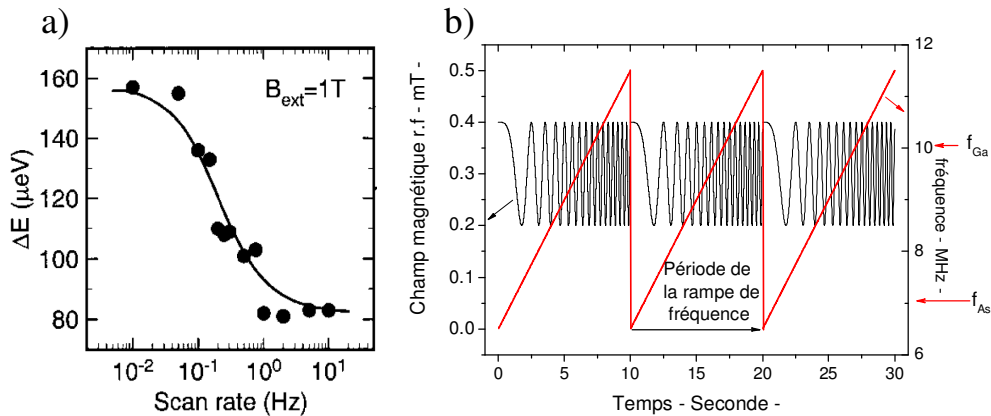 a)
160
140
120
100
80
ΔE (µeV)
B_ext=1T
10^-2
10^-1
10^0
10^1
Scan rate (Hz)
b)
0.5
0.4
0.3
0.2
0.1
0.0
Champ magnétique r.f - mT -
Période de
la rampe de
fréquence
0
5
10
15
20
25
30
Temps - Seconde -
12
10
8
6
fréquence - MHz -
f_Ga
f_As